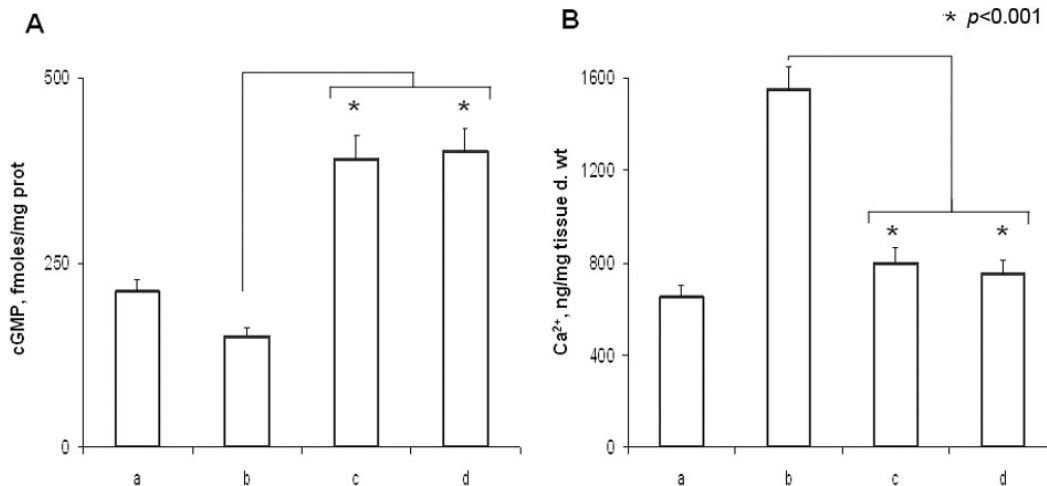 A
cGMP, fmoles/mg prot
500
250
0
*
*
a
b
c
d
B
* p<0.001
Ca²⁺, ng/mg tissue d. wt
1600
1200
800
400
0
*
*
a
b
c
d